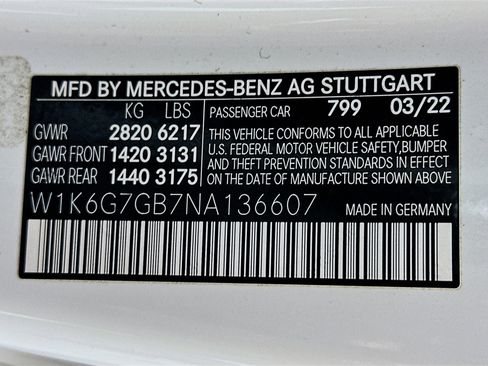 MFD BY MERCEDES-BENZ AG STUTTGART
KG LBS PASSENGER CAR 799 03/22
GVWR 2820 6217 THIS VEHICLE CONFORMS TO ALL APPLICABLE
U.S. FEDERAL MOTOR VEHICLE SAFETY,BUMPER
GAWR FRONT 1420 3131 AND THEFT PREVENTION STANDARDS IN EFFECT
GAWR REAR 1440 3175 ON THE DATE OF MANUFACTURE SHOWN ABOVE.
W1K6G7GB7NA136607 MADE IN GERMANY